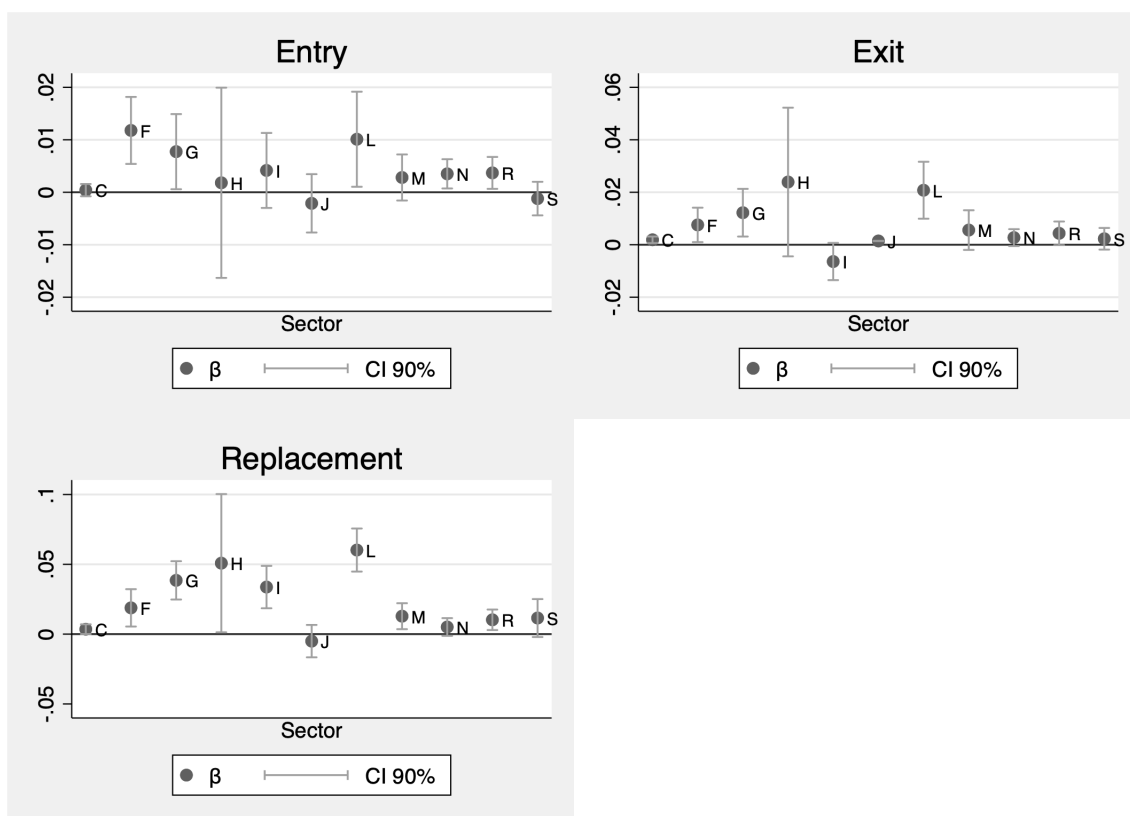 Entry
.02
.01
0
-.01
-.02
C
F
G
H
I
J
L
M
N
R
S
Sector
β CI 90%
Exit
.06
.04
.02
0
-.02
C
F
G
H
I
J
L
M
N
R
S
Sector
β CI 90%
Replacement
.1
.05
0
-.05
C
F
G
H
I
J
L
M
N
R
S
Sector
β CI 90%